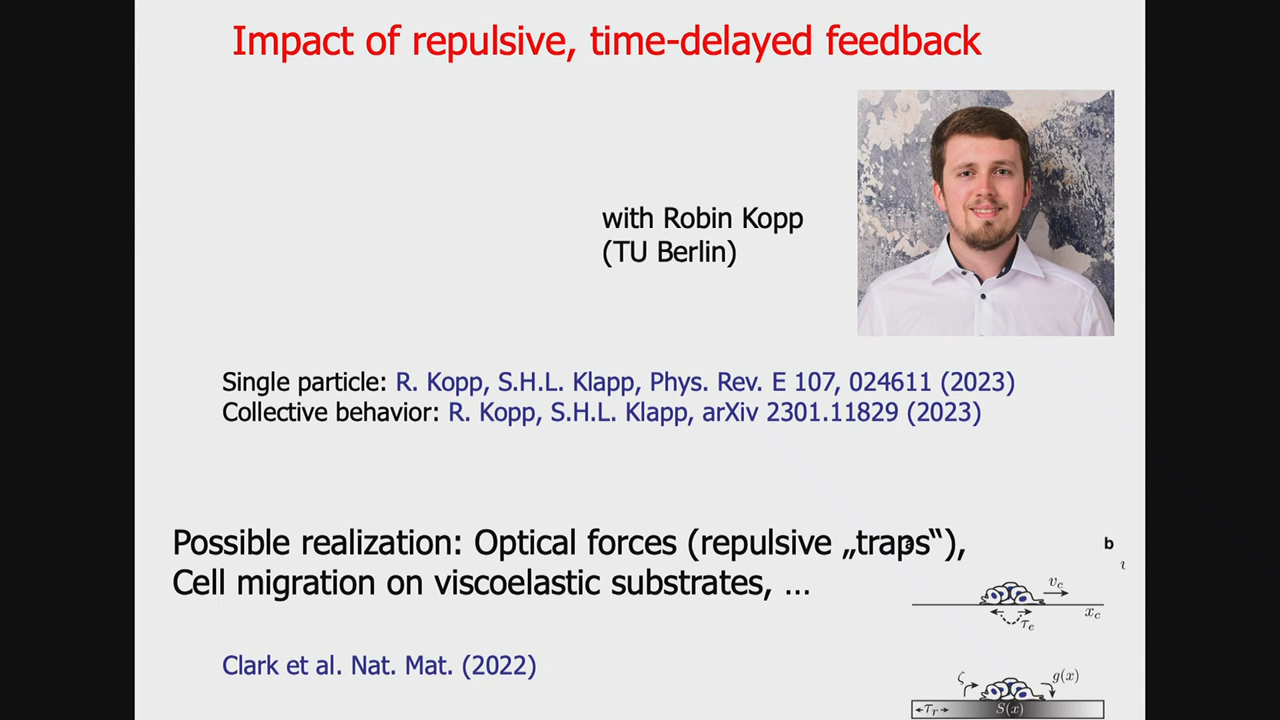 Impact of repulsive, time-delayed feedback
with Robin Kopp
(TU Berlin)
Single particle: R. Kopp, S.H.L. Klapp, Phys. Rev. E 107, 024611 (2023)
Collective behavior: R. Kopp, S.H.L. Klapp, arXiv 2301.11829 (2023)
Possible realization: Optical forces (repulsive „traps“),
Cell migration on viscoelastic substrates, ...
b
v_c
x_c
τ_e
ζ
g(x)
τ_r
S(x)
Clark et al. Nat. Mat. (2022)